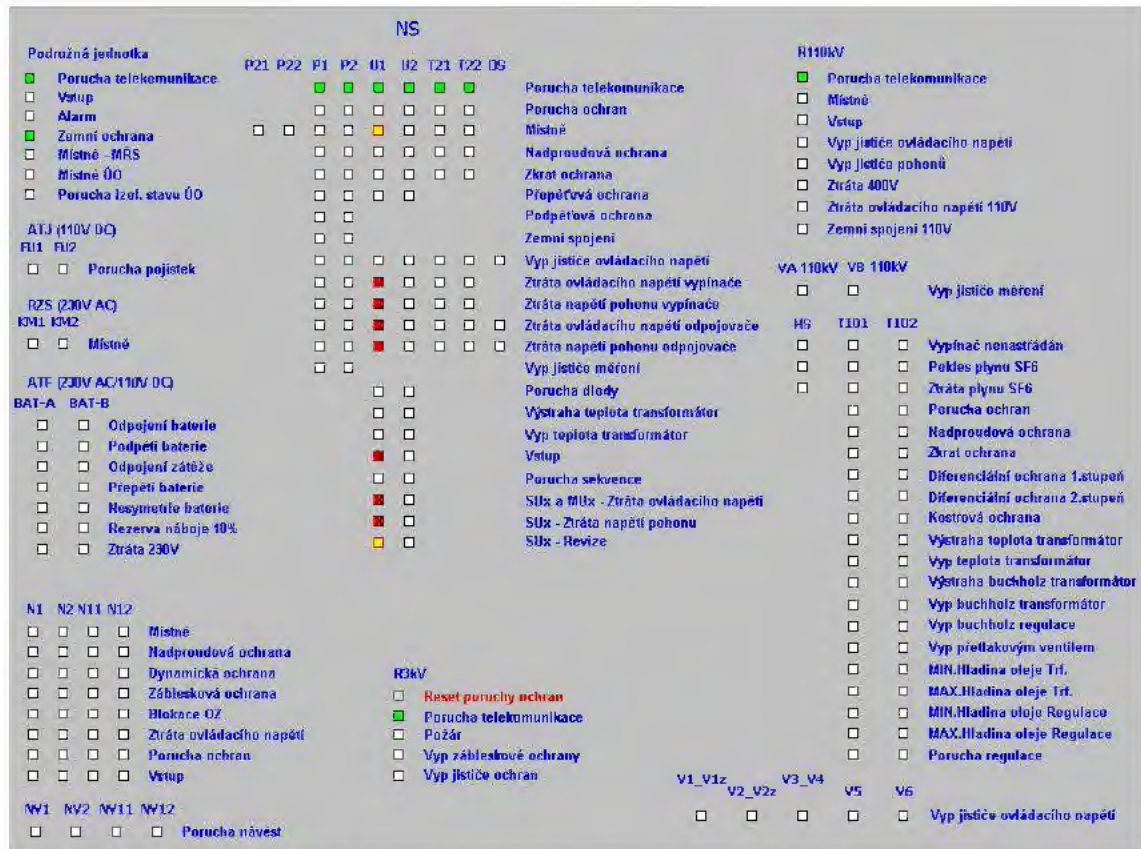 NS
Podružná jednotka
Porucha telekomunikace
Vstup
Alarm
Zemní ochrana
Místně - MŘS
Místně ÚO
Porucha izol. stavu ÚO
ATJ (110V DC)
FU1 FU2
Porucha pojistek
RZS (230V AC)
KM1 KM2
Místně
ATF (230V AC/110V DC)
BAT-A BAT-B
Odpojení baterie
Podpětí baterie
Odpojení zátěže
Přepětí baterie
Nesymetrie baterie
Rezerva náboje 10%
Ztráta 230V
N1 N2 N11 N12
Místně
Nadproudová ochrana
Dynamická ochrana
Záblesková ochrana
Blokace OZ
Ztráta ovládacího napětí
Porucha ochran
Vstup
NV1 NV2 NV11 NV12
Porucha návěst
P21 P22 P1 P2 U1 U2 T21 T22 DS
Porucha telekomunikace
Porucha ochran
Místně
Nadproudová ochrana
Zkrat ochrana
Přepěťová ochrana
Podpěťová ochrana
Zemní spojení
Vyp jističe ovládacího napětí
Ztráta ovládacího napětí vypínače
Ztráta napětí pohonu vypínače
Ztráta ovládacího napětí odpojovače
Ztráta napětí pohonu odpojovače
Vyp jističe měření
Porucha diody
Výstraha teplota transformátor
Vyp teplota transformátor
Vstup
Porucha sekvence
SUx a MUx - Ztráta ovládacího napětí
SUx - Ztráta napětí pohonu
SUx - Revize
R3kV
Reset poruchy ochran
Porucha telekomunikace
Požár
Vyp zábleskové ochrany
Vyp jističe ochran
R110kV
Porucha telekomunikace
Místně
Vstup
Vyp jističe ovládacího napětí
Vyp jističe pohonů
Ztráta 400V
Ztráta ovládacího napětí 110V
Zemní spojení 110V
VA 110kV VB 110kV
Vyp jističe měření
HS T101 T102
Vypínač nenastřádán
Pokles plynu SF6
Ztráta plynu SF6
Porucha ochran
Nadproudová ochrana
Zkrat ochrana
Diferenciální ochrana 1.stupeň
Diferenciální ochrana 2.stupeň
Kostrová ochrana
Výstraha teplota transformátor
Vyp teplota transformátor
Výstraha buchholz transformátor
Vyp buchholz transformátor
Vyp buchholz regulace
Vyp přetlakovým ventilem
MIN.Hladina oleje Trf.
MAX.Hladina oleje Trf.
MIN.Hladina oleje Regulace
MAX.Hladina oleje Regulace
Porucha regulace
V1_V1z V2_V2z V3_V4 V5 V6
Vyp jističe ovládacího napětí